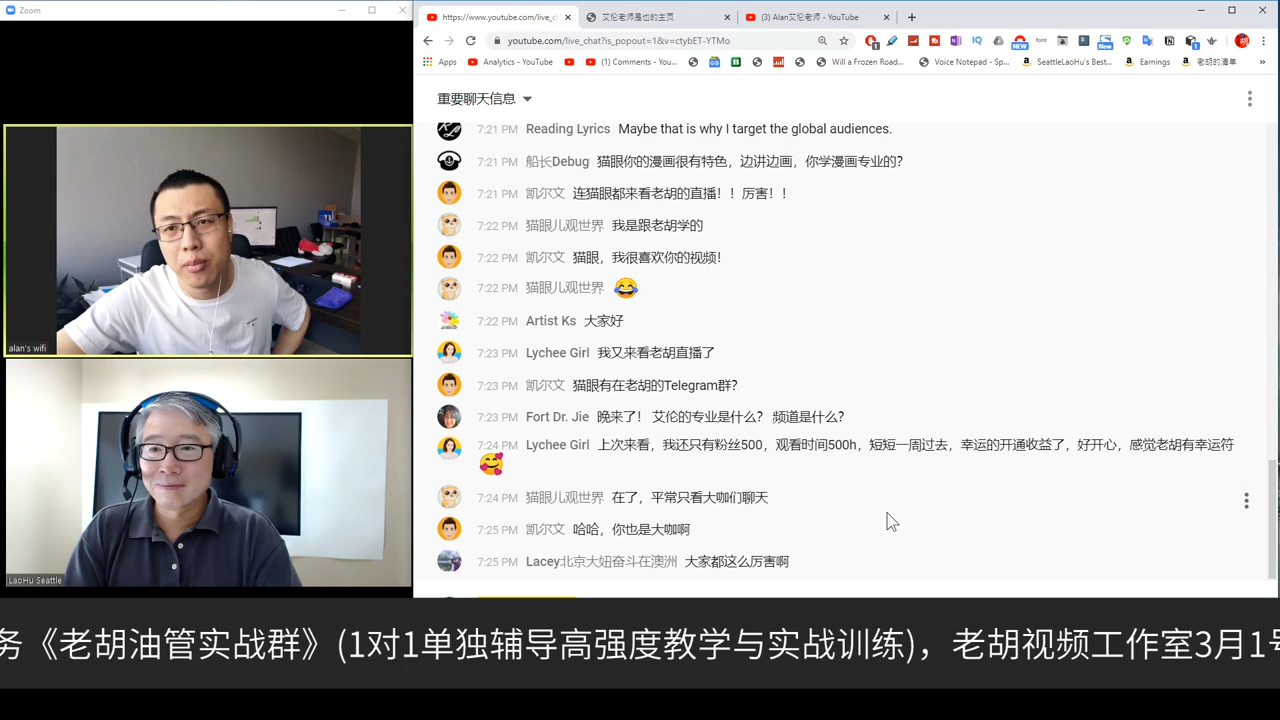 Zoom
https://www.youtube.com/live_c
艾伦老师是也的主页
(3) Alan艾伦老师 - YouTube
youtube.com/live_chat?is_popout=1&v=ctybET-YTMo
Apps
Analytics - YouTube
(1) Comments - You...
Will a Frozen Road...
Voice Notepad - Sp...
SeattleLaoHu's Best...
Earnings
老胡的清单
重要聊天信息
7:21 PM Reading Lyrics Maybe that is why I target the global audiences.
7:21 PM 船长Debug 猫眼你的漫画很有特色，边讲边画，你学漫画专业的?
7:21 PM 凯尔文 连猫眼都来看老胡的直播！！厉害！！
7:22 PM 猫眼儿观世界 我是跟老胡学的
7:22 PM 凯尔文 猫眼，我很喜欢你的视频！
7:22 PM 猫眼儿观世界 😂
7:22 PM Artist Ks 大家好
7:23 PM Lychee Girl 我又来看老胡直播了
7:23 PM 凯尔文 猫眼有在老胡的Telegram群?
7:23 PM Fort Dr. Jie 晚来了！ 艾伦的专业是什么? 频道是什么?
7:24 PM Lychee Girl 上次来看，我还只有粉丝500，观看时间500h，短短一周过去，幸运的开通收益了，好开心，感觉老胡有幸运符
🥰
7:24 PM 猫眼儿观世界 在了，平常只看大咖们聊天
7:25 PM 凯尔文 哈哈，你也是大咖啊
7:25 PM Lacey北京大妞奋斗在澳洲 大家都这么厉害啊
alan's wifi
LaoHu Seattle
务《老胡油管实战群》(1对1单独辅导高强度教学与实战训练)，老胡视频工作室3月1号